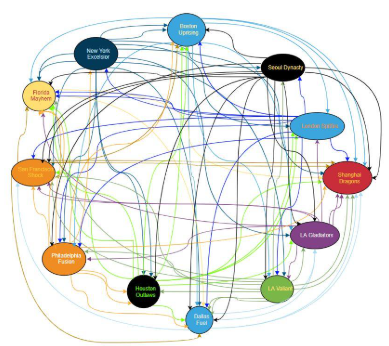 Boston
Uprising
New York
Excelsior
Seoul Dynasty
Florida
Mayhem
London Spitfire
San Francisco
Shock
Shanghai
Dragons
LA Gladiators
Philadelphia
Fusion
Houston
Outlaws
LA Valiant
Dallas
Fuel